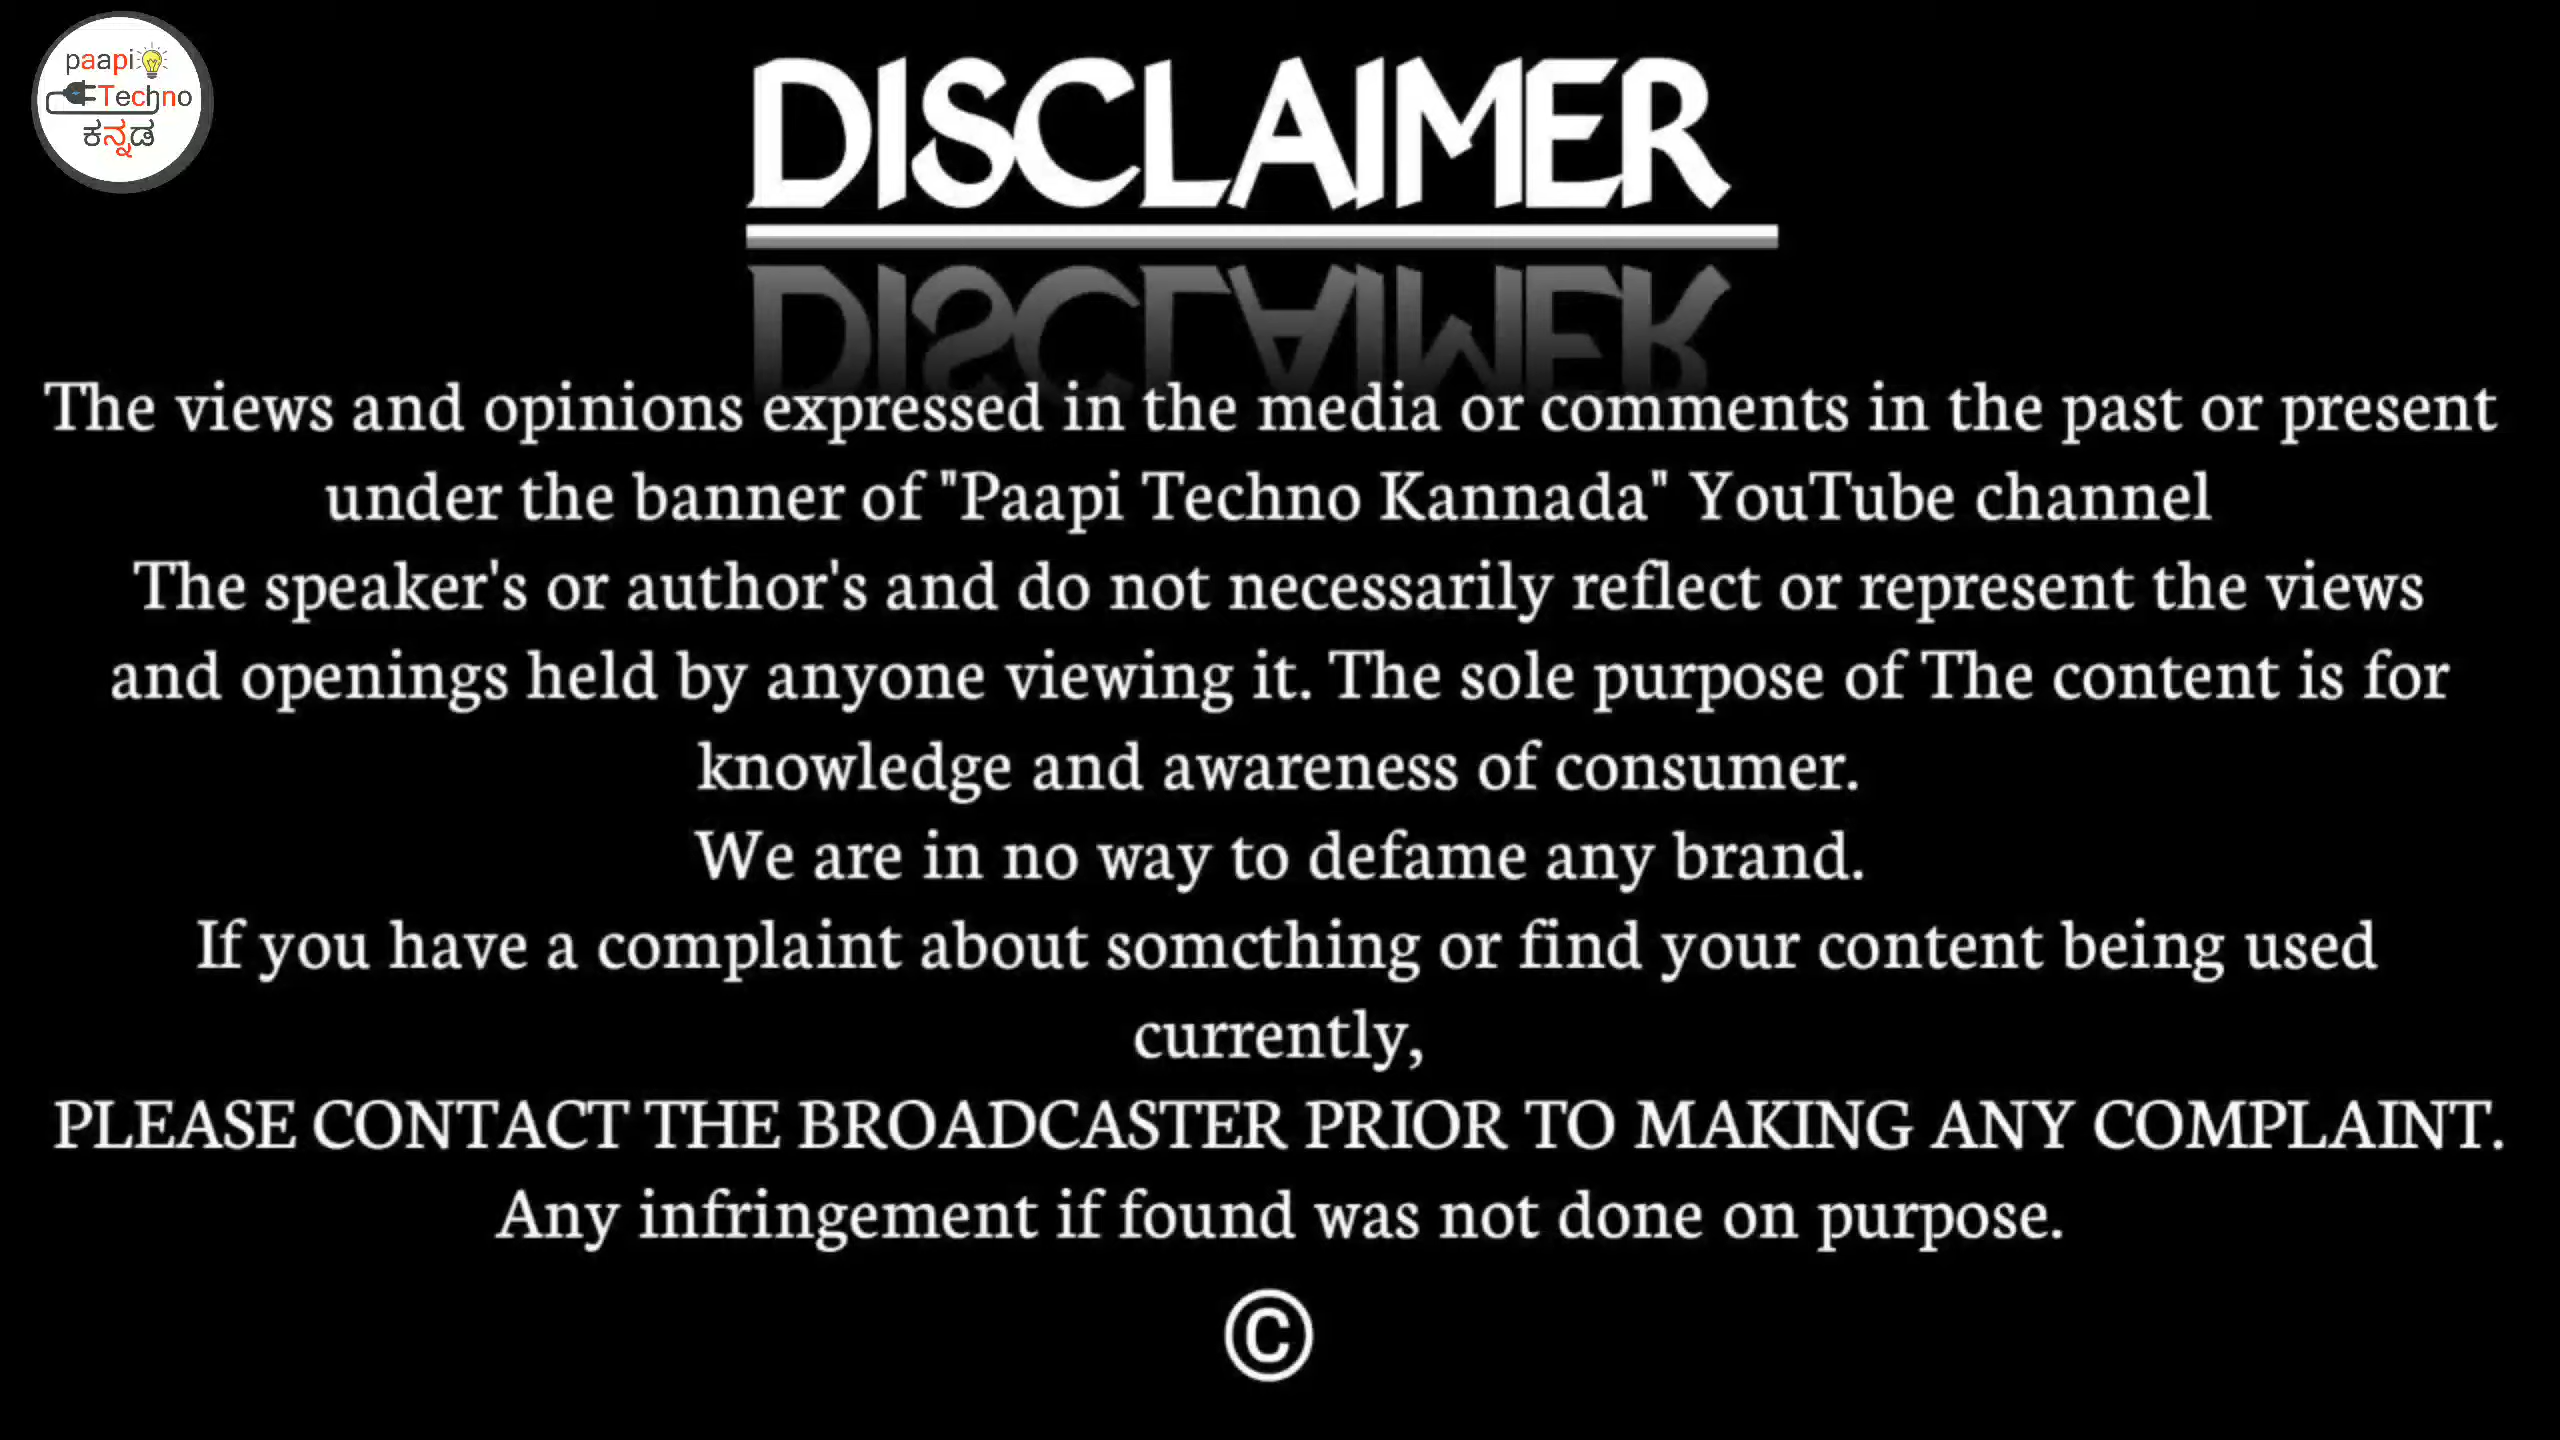 paapi
Techno
ಕನ್ನಡ
DISCLAIMER
The views and opinions expressed in the media or comments in the past or present
under the banner of "Paapi Techno Kannada" YouTube channel
The speaker's or author's and do not necessarily reflect or represent the views
and openings held by anyone viewing it. The sole purpose of The content is for
knowledge and awareness of consumer.
We are in no way to defame any brand.
If you have a complaint about somcthing or find your content being used
currently,
PLEASE CONTACT THE BROADCASTER PRIOR TO MAKING ANY COMPLAINT.
Any infringement if found was not done on purpose.
©